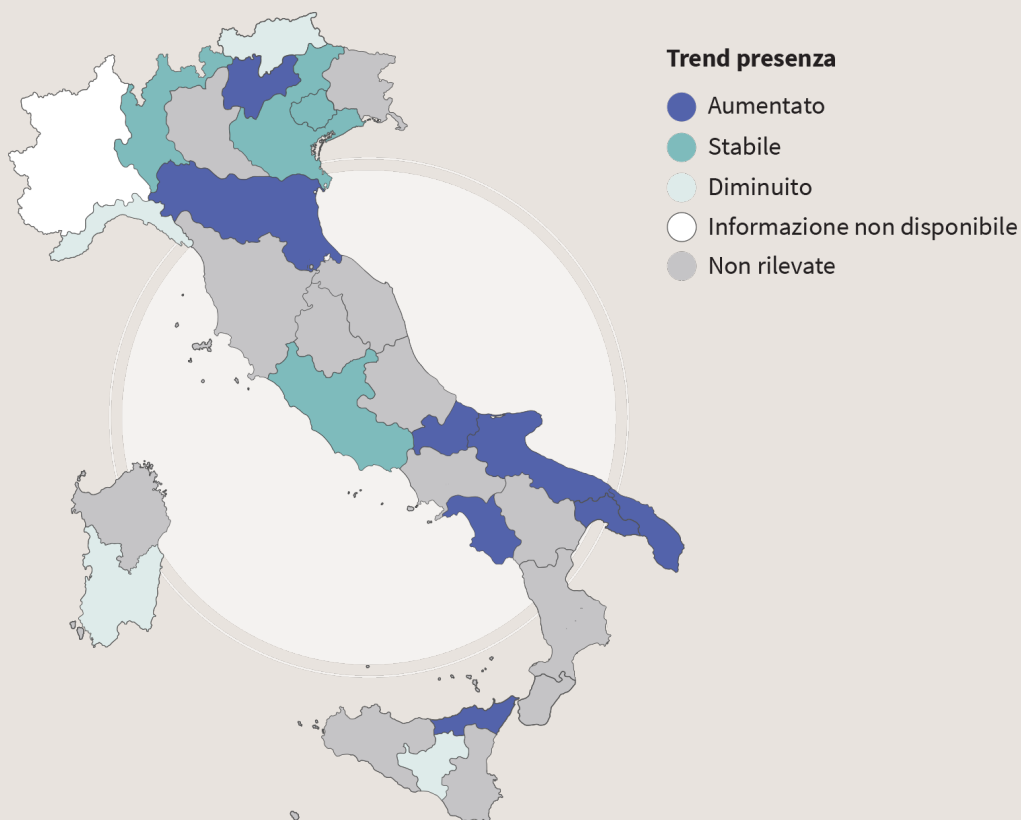 Trend presenza
Aumentato
Stabile
Diminuito
Informazione non disponibile
Non rilevate